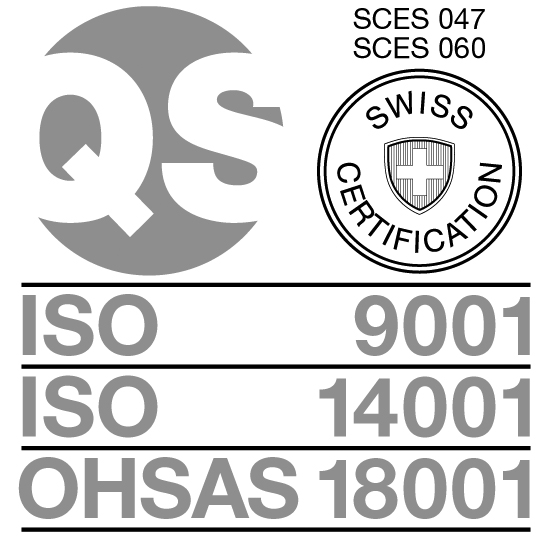 QS
SCES 047
SCES 060
SWISS
CERTIFICATION
ISO 9001
ISO 14001
OHSAS 18001